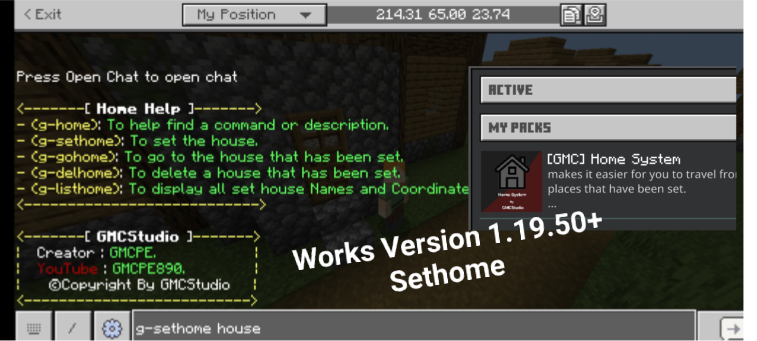 < Exit
My Position
214.31 65.00 23.74
Press Open Chat to open chat
<-------[ Home Help ]------->
- (g-home): To help find a command or description.
- (g-sethome): To set the house.
- (g-gohome): To go to the house that has been set.
- (g-delhome): To delete a house that has been set.
- (g-listhome): To display all set house Names and Coordinate
<--------------------------->
<-------[ GMCStudio ]------->
¦ Creator : GMCPE. ¦
¦ YouTube : GMCPE890. ¦
¦ ©Copyright By GMCStudio ¦
<--------------------------->
ACTIVE
MY PACKS
[GMC] Home System
makes it easier for you to travel fro
places that have been set.
...
Home System
by
GMCStudio
Works Version 1.19.50+
Sethome
/
g-sethome house